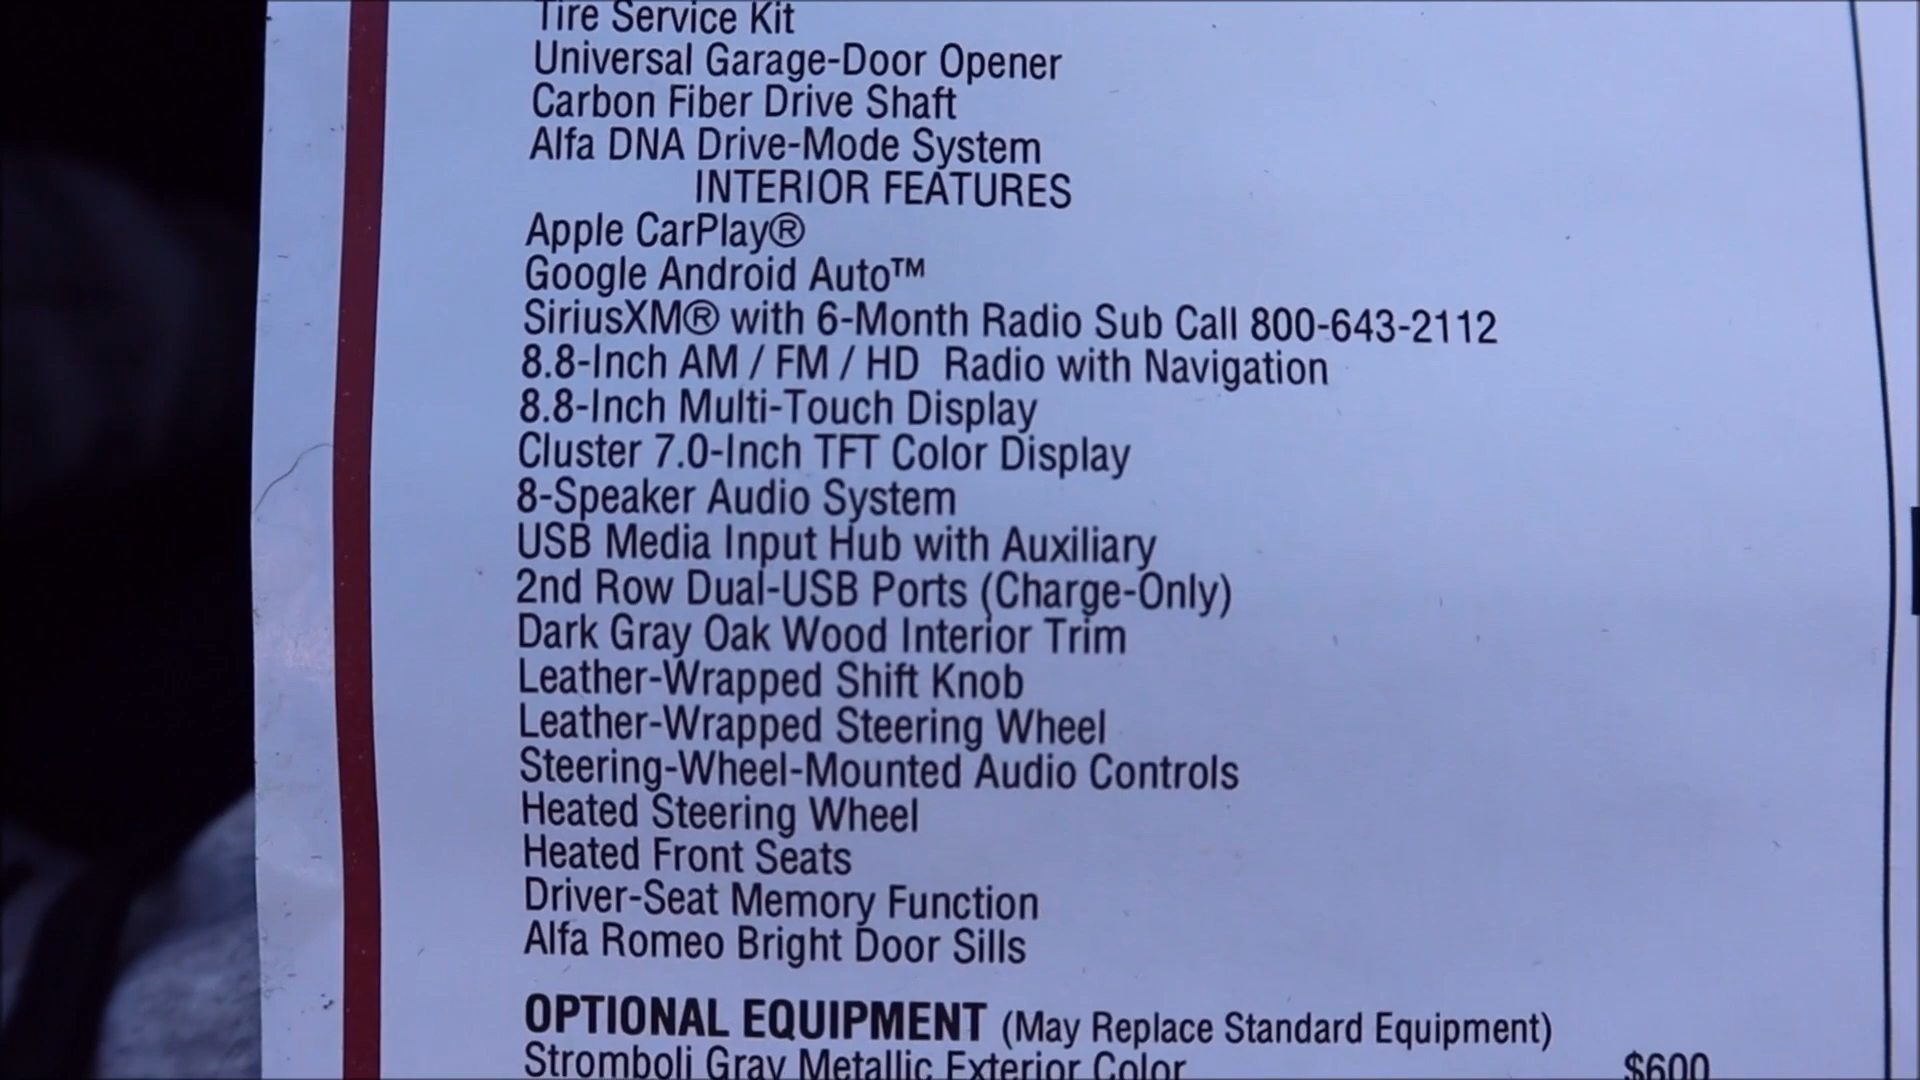 Tire Service Kit
Universal Garage-Door Opener
Carbon Fiber Drive Shaft
Alfa DNA Drive-Mode System
INTERIOR FEATURES
Apple CarPlay®
Google Android Auto™
SiriusXM® with 6-Month Radio Sub Call 800-643-2112
8.8-Inch AM / FM / HD Radio with Navigation
8.8-Inch Multi-Touch Display
Cluster 7.0-Inch TFT Color Display
8-Speaker Audio System
USB Media Input Hub with Auxiliary
2nd Row Dual-USB Ports (Charge-Only)
Dark Gray Oak Wood Interior Trim
Leather-Wrapped Shift Knob
Leather-Wrapped Steering Wheel
Steering-Wheel-Mounted Audio Controls
Heated Steering Wheel
Heated Front Seats
Driver-Seat Memory Function
Alfa Romeo Bright Door Sills
OPTIONAL EQUIPMENT (May Replace Standard Equipment)
Stromboli Gray Metallic Exterior Color $600